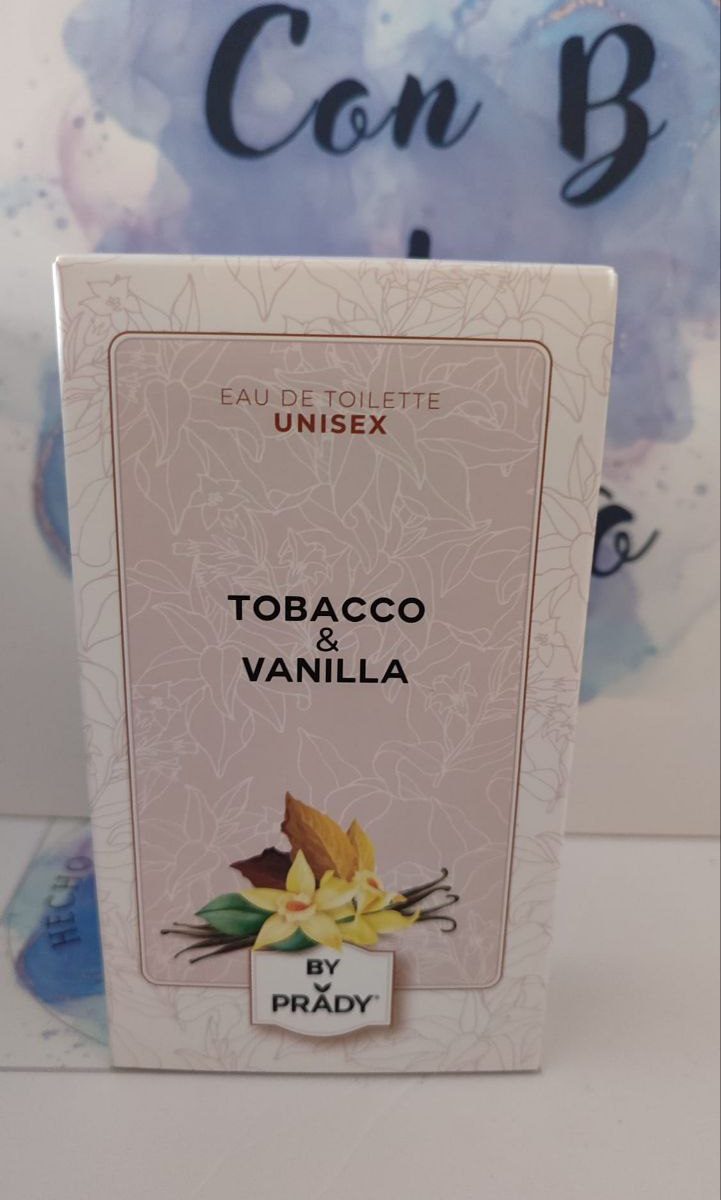 Con B
EAU DE TOILETTE
UNISEX
TOBACCO
&
VANILLA
HECHO
BY
PRADY®